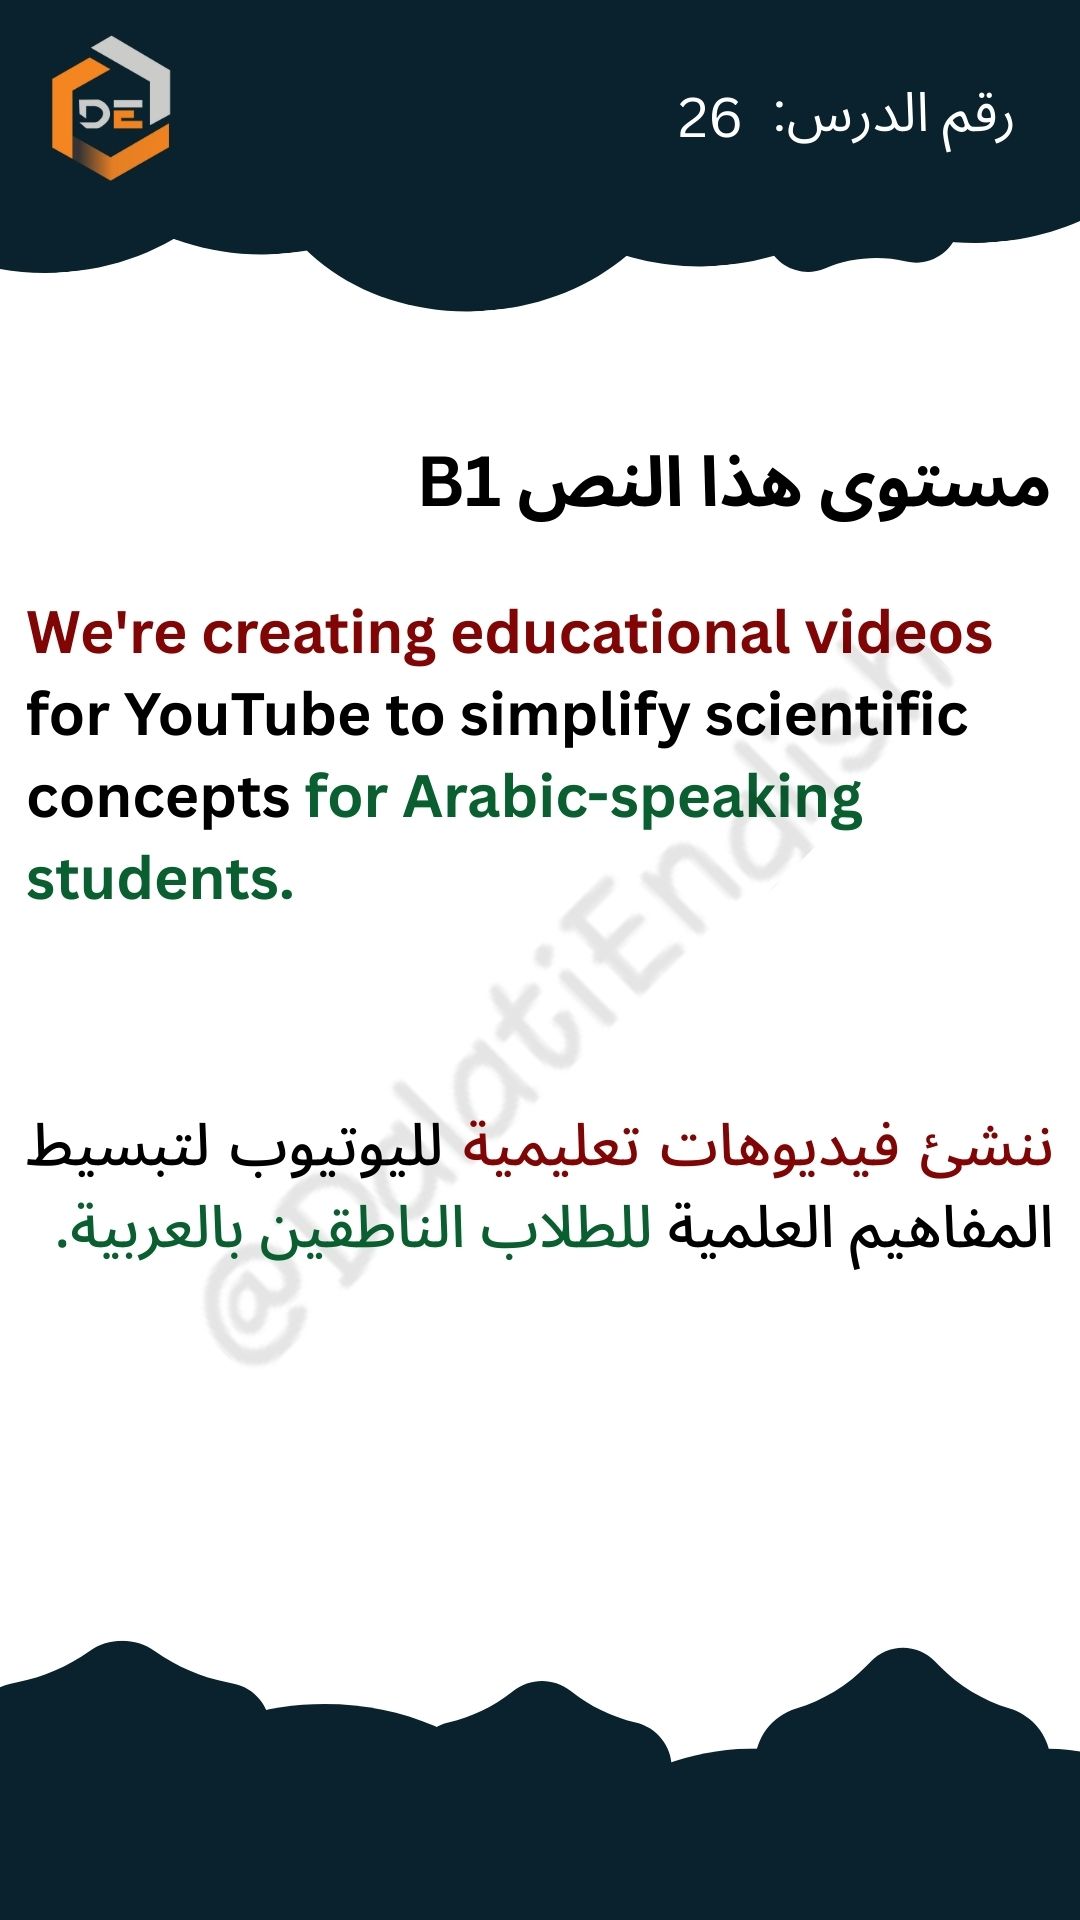 DE
رقم الدرس: 26
مستوى هذا النص B1
We're creating educational videos
for YouTube to simplify scientific
concepts for Arabic-speaking
students.
ننشئ فيديوهات تعليمية لليوتيوب لتبسيط
المفاهيم العلمية للطلاب الناطقين بالعربية.
@DalatiEnglish